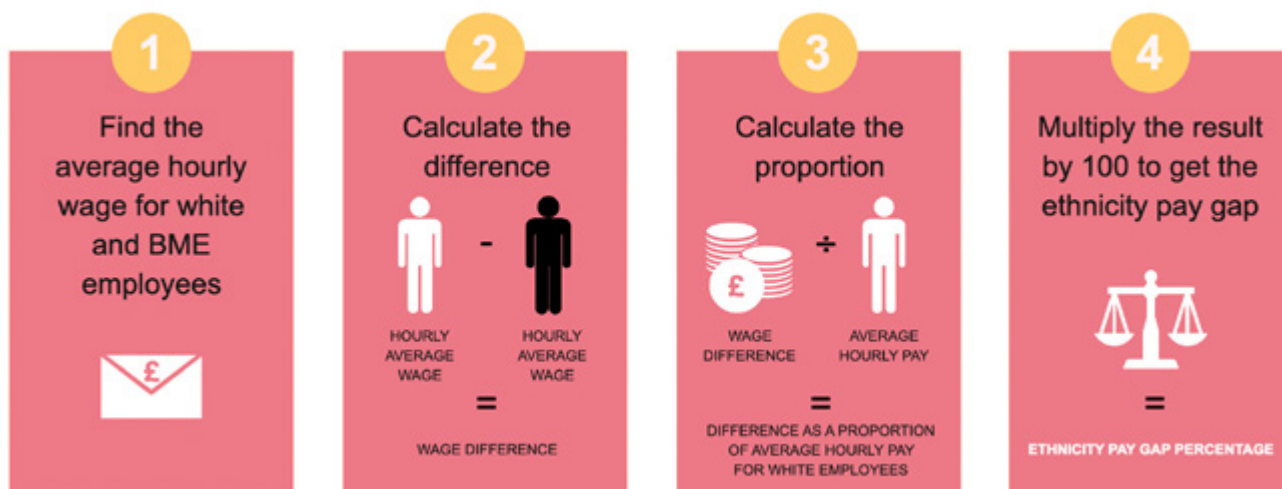 1
Find the
average hourly
wage for white
and BME
employees
£
2
Calculate the
difference
-
HOURLY
AVERAGE
WAGE
HOURLY
AVERAGE
WAGE
=
WAGE DIFFERENCE
3
Calculate the
proportion
£
÷
WAGE
DIFFERENCE
AVERAGE
HOURLY PAY
=
DIFFERENCE AS A PROPORTION
OF AVERAGE HOURLY PAY
FOR WHITE EMPLOYEES
4
Multiply the result
by 100 to get the
ethnicity pay gap
=
ETHNICITY PAY GAP PERCENTAGE